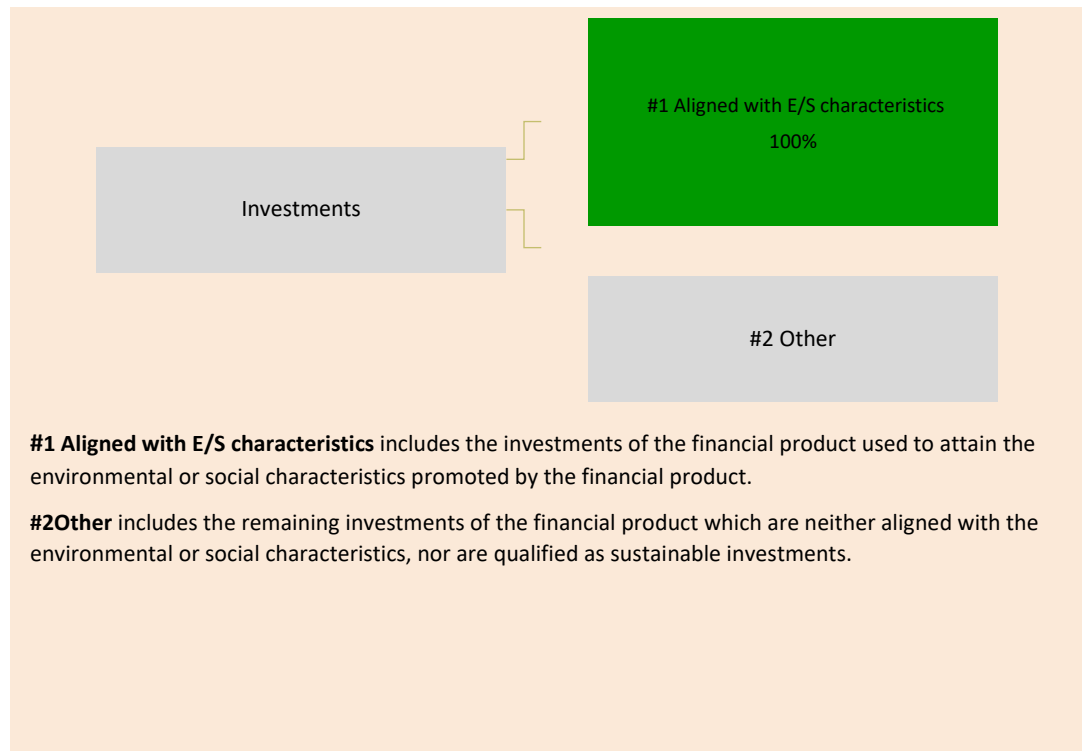 #1 Aligned with E/S characteristics
100%
Investments
#2 Other
#1 Aligned with E/S characteristics includes the investments of the financial product used to attain the
environmental or social characteristics promoted by the financial product.
#2Other includes the remaining investments of the financial product which are neither aligned with the
environmental or social characteristics, nor are qualified as sustainable investments.